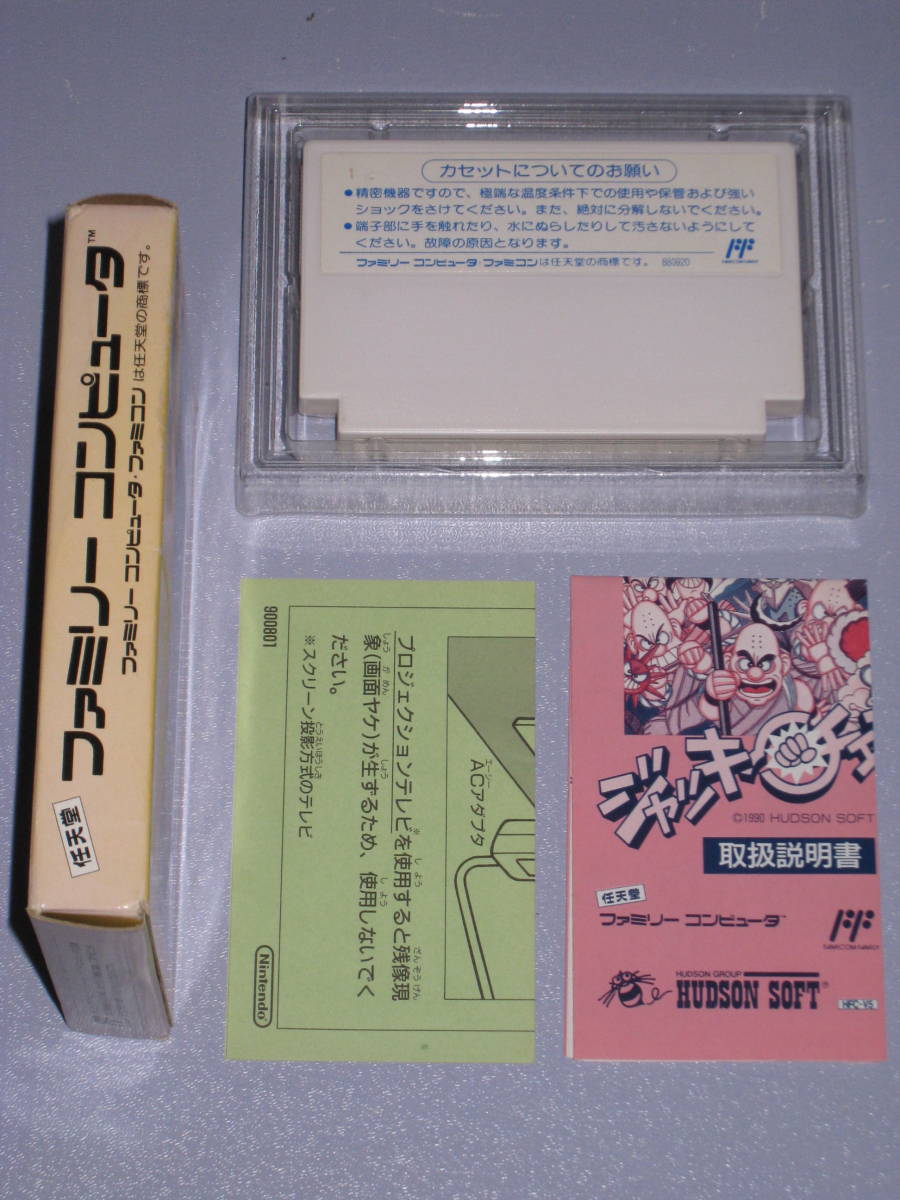 ファミリー コンピュータ™
ファミリー コンピュータ・ファミコンは任天堂の商標です。
任天堂
カセットについてのお願い
●精密機器ですので、極端な温度条件下での使用や保管および強い
ショックをさけてください。また、絶対に分解しないでください。
●端子部に手を触れたり、水にぬらしたりして汚さないようにして
ください。故障の原因となります。
ファミリー コンピュータ・ファミコンは任天堂の商標です。 880920
900801
プロジェクションテレビ※を使用すると残像現
象(画面ヤケ)が生ずるため、使用しないでく
ださい。
※スクリーン投影方式のテレビ
エーシー
ACアダプタ
Nintendo
ジャッキーチェ
©1990 HUDSON SOFT
取扱説明書
任天堂
ファミリー コンピュータ™
HUDSON GROUP
HUDSON SOFT®
HFC-V5